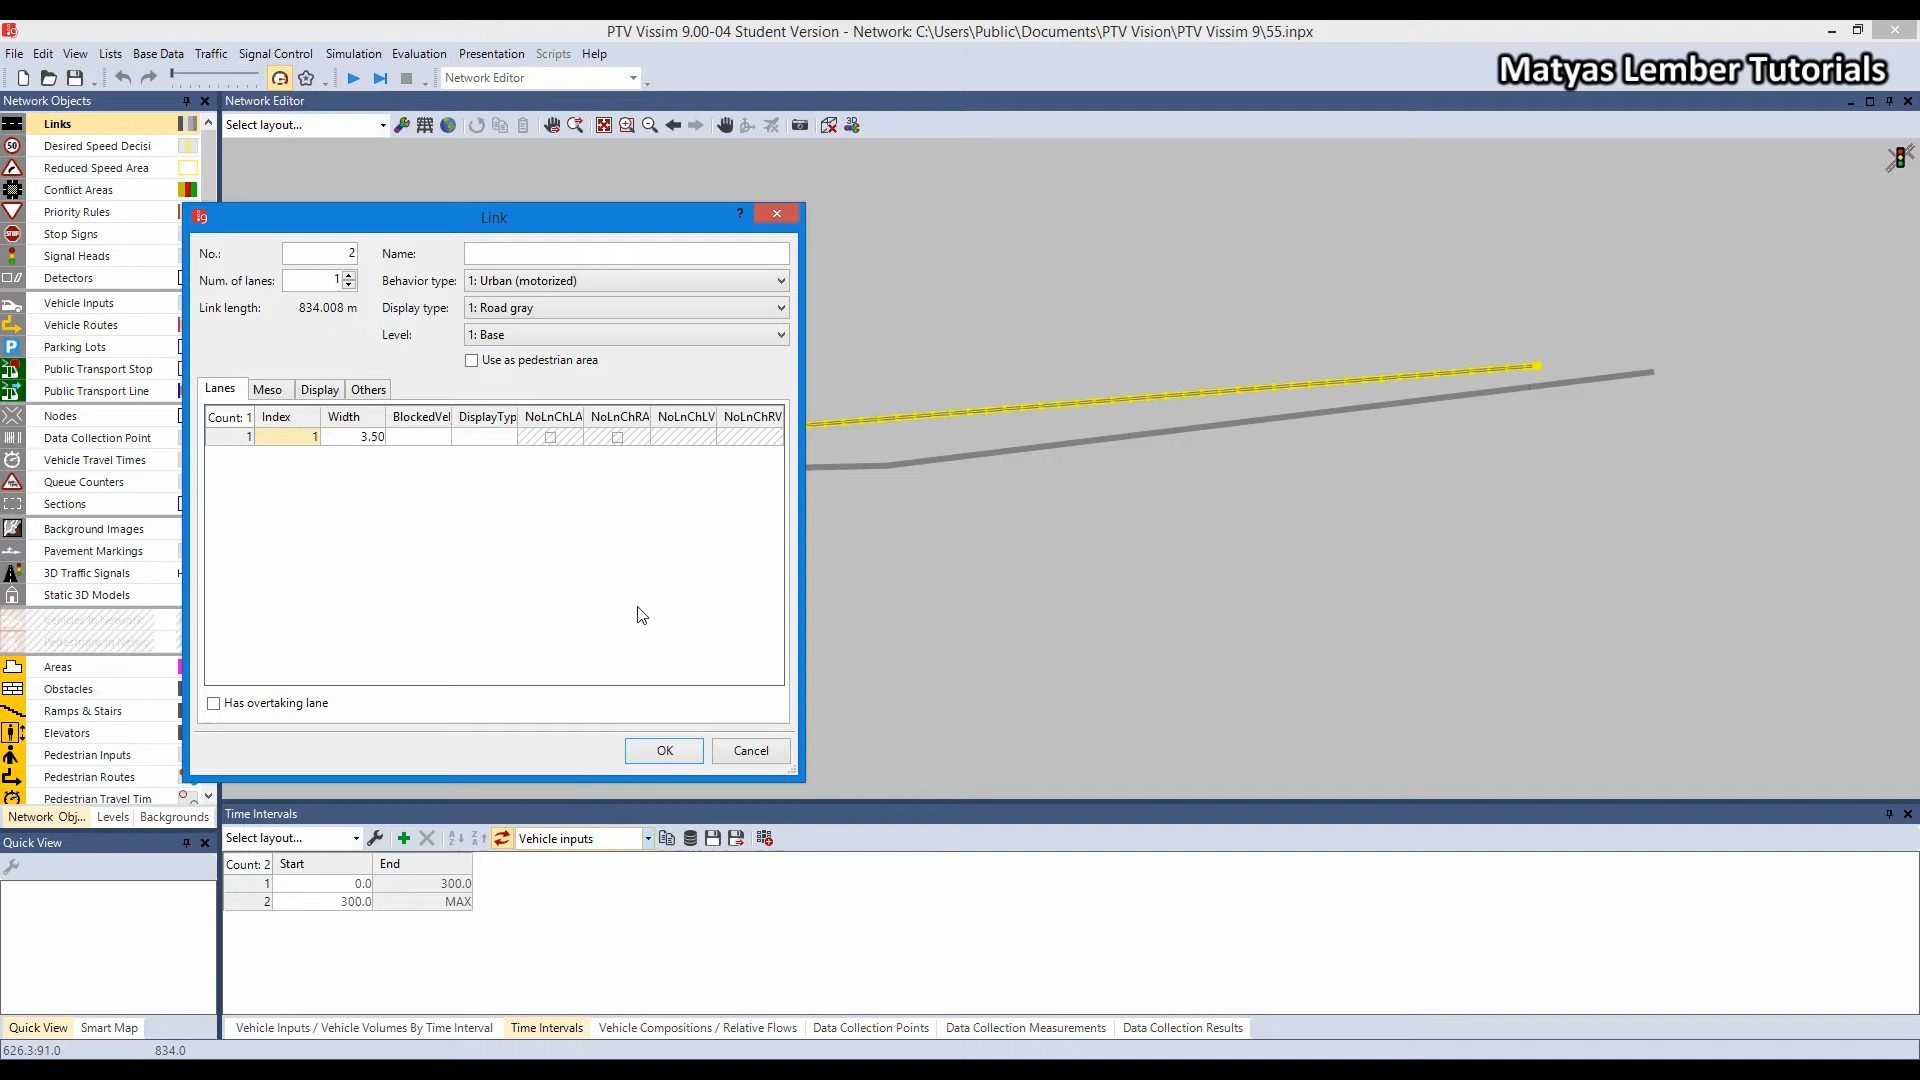 PTV Vissim 9.00-04 Student Version - Network: C:\Users\Public\Documents\PTV Vision\PTV Vissim 9\55.inpx
File Edit View Lists Base Data Traffic Signal Control Simulation Evaluation Presentation Scripts Help
Matyas Lember Tutorials
Network Editor
Network Objects
Network Editor
Select layout...
Links
50 Desired Speed Decisi
Reduced Speed Area
Conflict Areas
Priority Rules
STOP Stop Signs
Signal Heads
Detectors
Vehicle Inputs
Vehicle Routes
P Parking Lots
Public Transport Stop
Public Transport Line
Nodes
Data Collection Point
Vehicle Travel Times
Queue Counters
Sections
Background Images
Pavement Markings
3D Traffic Signals
Static 3D Models
Vehicles In Network
Pedestrians In Netwo
Areas
Obstacles
Ramps & Stairs
Elevators
Pedestrian Inputs
Pedestrian Routes
Pedestrian Travel Tim
Network Obj... Levels Backgrounds
Link
?
No.: 2 Name:
Num. of lanes: 1 Behavior type: 1: Urban (motorized)
Link length: 834.008 m Display type: 1: Road gray
Level: 1: Base
Use as pedestrian area
Lanes Meso Display Others
Count: 1 Index Width BlockedVel DisplayTyp NoLnChLA NoLnChRA NoLnChLV NoLnChRV
1 1 3.50
Has overtaking lane
OK Cancel
Time Intervals
Select layout... Vehicle inputs
Count: 2 Start End
1 0.0 300.0
2 300.0 MAX
Quick View
Quick View Smart Map
Vehicle Inputs / Vehicle Volumes By Time Interval Time Intervals Vehicle Compositions / Relative Flows Data Collection Points Data Collection Measurements Data Collection Results
626.3:91.0 834.0